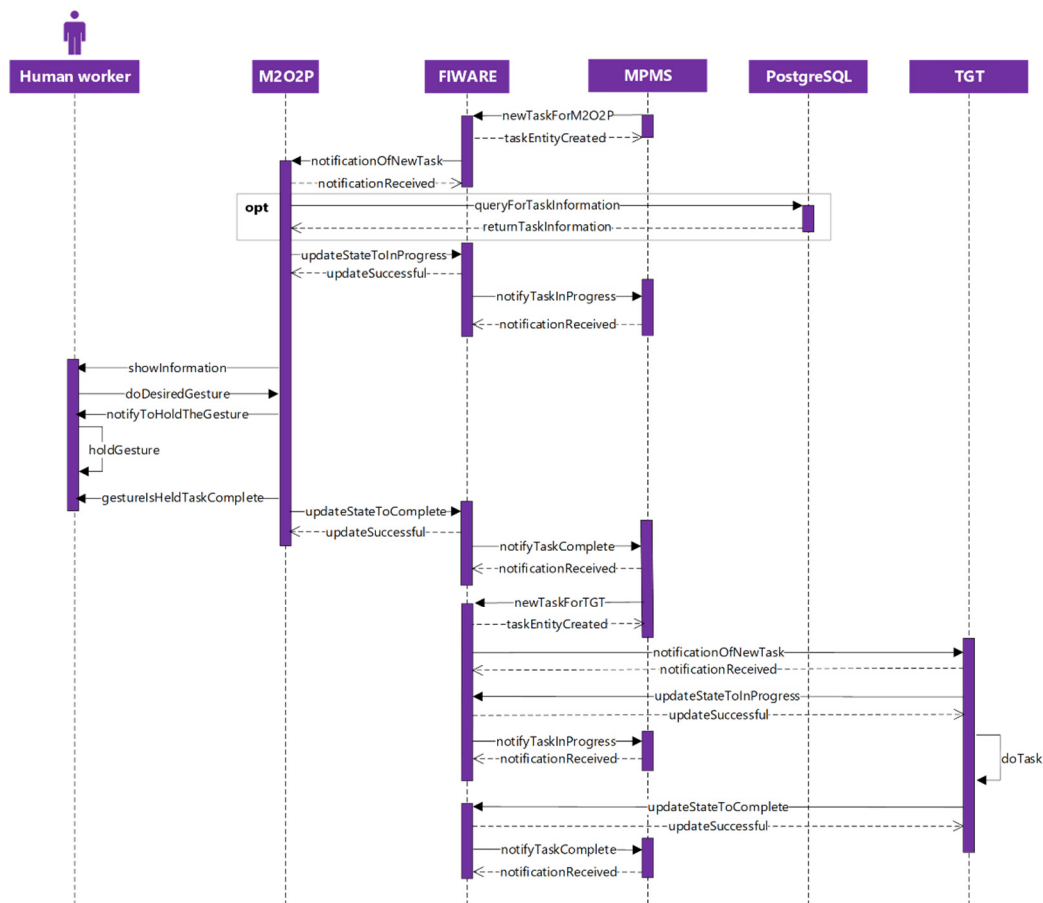 Human worker
M2O2P
FIWARE
MPMS
PostgreSQL
TGT
newTaskForM2O2P
taskEntityCreated
notificationOfNewTask
notificationReceived
opt
queryForTaskInformation
returnTaskInformation
updateStateToInProgress
updateSuccessful
notifyTaskInProgress
notificationReceived
showInformation
doDesiredGesture
notifyToHoldTheGesture
holdGesture
gestureIsHeldTaskComplete
updateStateToComplete
updateSuccessful
notifyTaskComplete
notificationReceived
newTaskForTGT
taskEntityCreated
notificationOfNewTask
notificationReceived
updateStateToInProgress
updateSuccessful
notifyTaskInProgress
notificationReceived
doTask
updateStateToComplete
updateSuccessful
notifyTaskComplete
notificationReceived